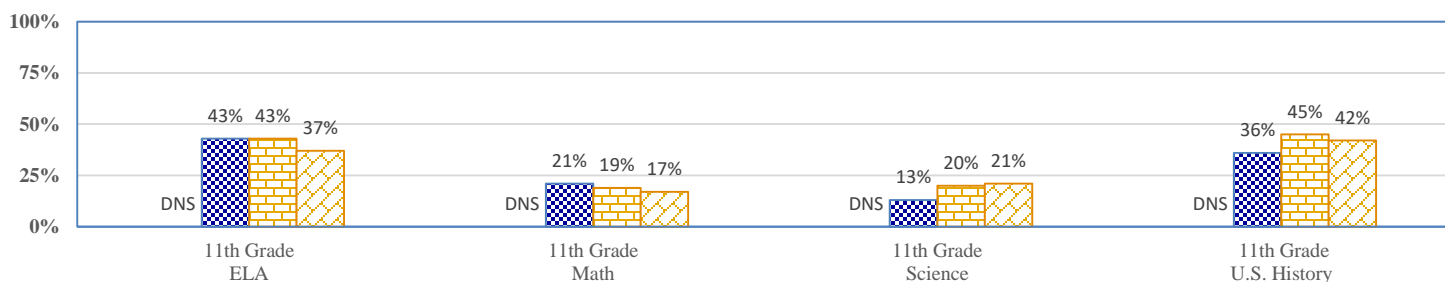 100%
75%
50%
25%
0%
DNS
43%
43%
37%
DNS
21%
19%
17%
DNS
13%
20%
21%
DNS
36%
45%
42%
11th Grade
ELA
11th Grade
Math
11th Grade
Science
11th Grade
U.S. History